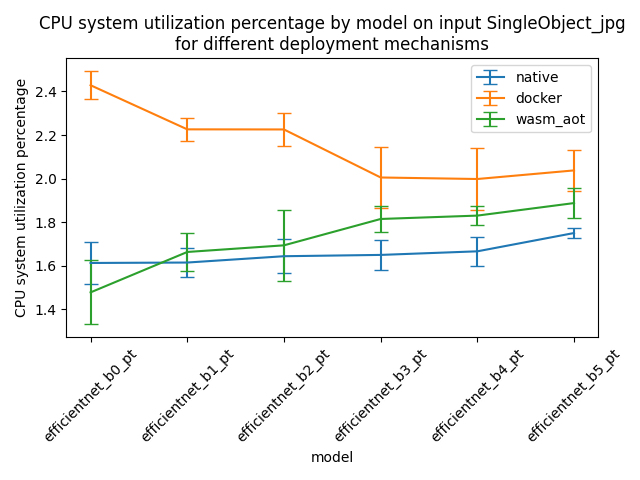 CPU system utilization percentage by model on input SingleObject_jpg
for different deployment mechanisms
CPU system utilization percentage
2.4
2.2
2.0
1.8
1.6
1.4
native
docker
wasm_aot
efficientnet_b0_pt
efficientnet_b1_pt
efficientnet_b2_pt
efficientnet_b3_pt
efficientnet_b4_pt
efficientnet_b5_pt
model